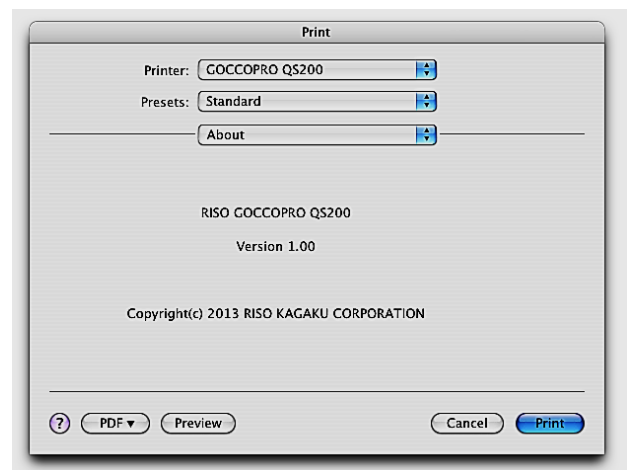 Print
Printer: GOCCOPRO QS200
Presets: Standard
About
RISO GOCCOPRO QS200
Version 1.00
Copyright(c) 2013 RISO KAGAKU CORPORATION
? PDF ▼ Preview Cancel Print